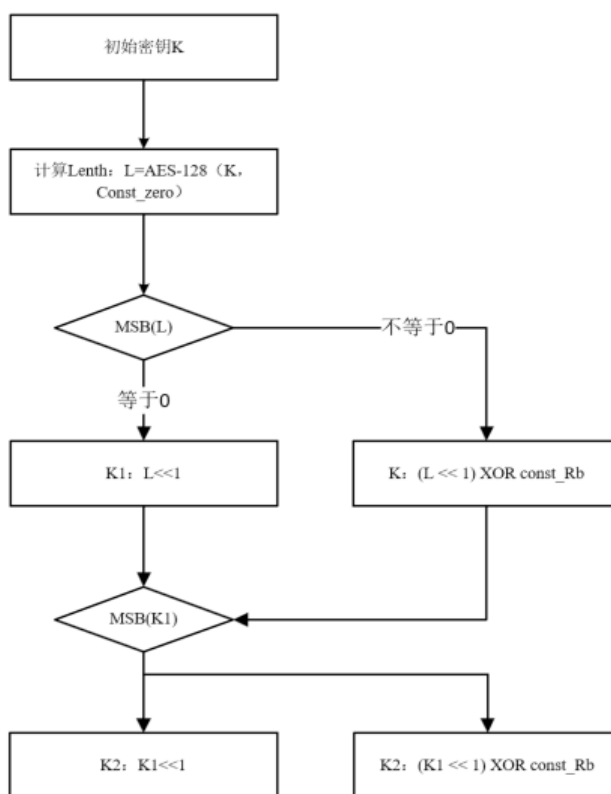 初始密钥K
计算Lenth：L=AES-128（K，
Const_zero）
MSB(L)
不等于0
等于0
K1：L<<1
K：(L << 1) XOR const_Rb
MSB(K1)
K2：K1<<1
K2：(K1 << 1) XOR const_Rb